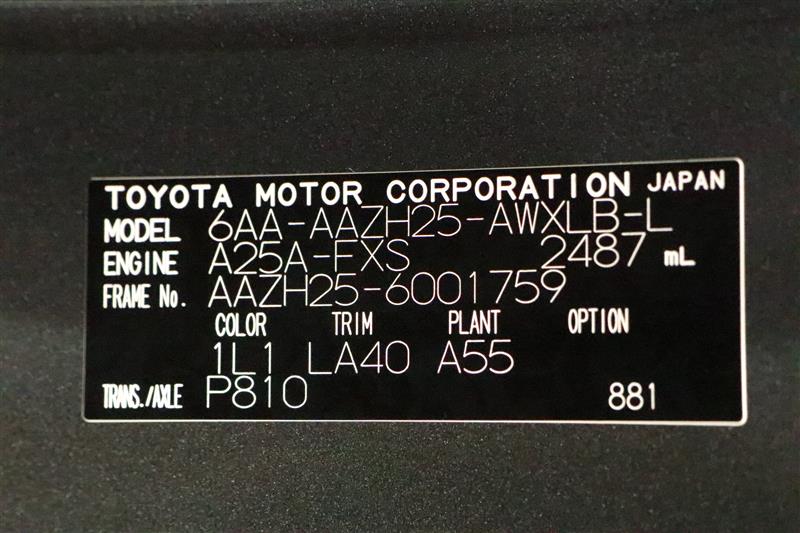 TOYOTA MOTOR CORPORATION JAPAN
MODEL 6AA-AAZH25-AWXLB-L
ENGINE A25A-FXS 2487 mL
FRAME No. AAZH25-6001759
COLOR TRIM PLANT OPTION
1L1 LA40 A55
TRANS./AXLE P810 881